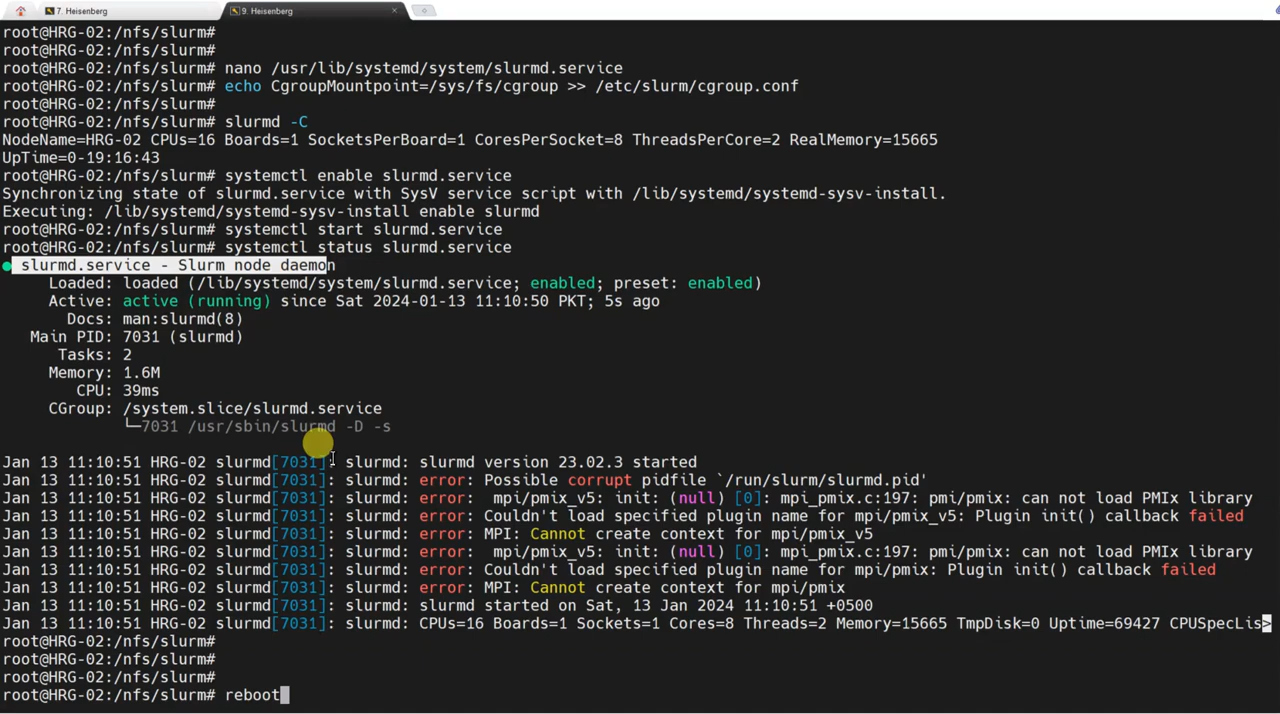 7. Heisenberg
9. Heisenberg
root@HRG-02:/nfs/slurm#
root@HRG-02:/nfs/slurm#
root@HRG-02:/nfs/slurm# nano /usr/lib/systemd/system/slurmd.service
root@HRG-02:/nfs/slurm# echo CgroupMountpoint=/sys/fs/cgroup >> /etc/slurm/cgroup.conf
root@HRG-02:/nfs/slurm#
root@HRG-02:/nfs/slurm# slurmd -C
NodeName=HRG-02 CPUs=16 Boards=1 SocketsPerBoard=1 CoresPerSocket=8 ThreadsPerCore=2 RealMemory=15665
UpTime=0-19:16:43
root@HRG-02:/nfs/slurm# systemctl enable slurmd.service
Synchronizing state of slurmd.service with SysV service script with /lib/systemd/systemd-sysv-install.
Executing: /lib/systemd/systemd-sysv-install enable slurmd
root@HRG-02:/nfs/slurm# systemctl start slurmd.service
root@HRG-02:/nfs/slurm# systemctl status slurmd.service
● slurmd.service - Slurm node daemon
Loaded: loaded (/lib/systemd/system/slurmd.service; enabled; preset: enabled)
Active: active (running) since Sat 2024-01-13 11:10:50 PKT; 5s ago
Docs: man:slurmd(8)
Main PID: 7031 (slurmd)
Tasks: 2
Memory: 1.6M
CPU: 39ms
CGroup: /system.slice/slurmd.service
└─7031 /usr/sbin/slurmd -D -s
Jan 13 11:10:51 HRG-02 slurmd[7031]: slurmd: slurmd version 23.02.3 started
Jan 13 11:10:51 HRG-02 slurmd[7031]: slurmd: error: Possible corrupt pidfile `/run/slurm/slurmd.pid'
Jan 13 11:10:51 HRG-02 slurmd[7031]: slurmd: error:  mpi/pmix_v5: init: (null) [0]: mpi_pmix.c:197: pmi/pmix: can not load PMIx library
Jan 13 11:10:51 HRG-02 slurmd[7031]: slurmd: error: Couldn't load specified plugin name for mpi/pmix_v5: Plugin init() callback failed
Jan 13 11:10:51 HRG-02 slurmd[7031]: slurmd: error: MPI: Cannot create context for mpi/pmix_v5
Jan 13 11:10:51 HRG-02 slurmd[7031]: slurmd: error:  mpi/pmix_v5: init: (null) [0]: mpi_pmix.c:197: pmi/pmix: can not load PMIx library
Jan 13 11:10:51 HRG-02 slurmd[7031]: slurmd: error: Couldn't load specified plugin name for mpi/pmix: Plugin init() callback failed
Jan 13 11:10:51 HRG-02 slurmd[7031]: slurmd: error: MPI: Cannot create context for mpi/pmix
Jan 13 11:10:51 HRG-02 slurmd[7031]: slurmd: slurmd started on Sat, 13 Jan 2024 11:10:51 +0500
Jan 13 11:10:51 HRG-02 slurmd[7031]: slurmd: CPUs=16 Boards=1 Sockets=1 Cores=8 Threads=2 Memory=15665 TmpDisk=0 Uptime=69427 CPUSpecLis>
root@HRG-02:/nfs/slurm#
root@HRG-02:/nfs/slurm#
root@HRG-02:/nfs/slurm#
root@HRG-02:/nfs/slurm# reboot